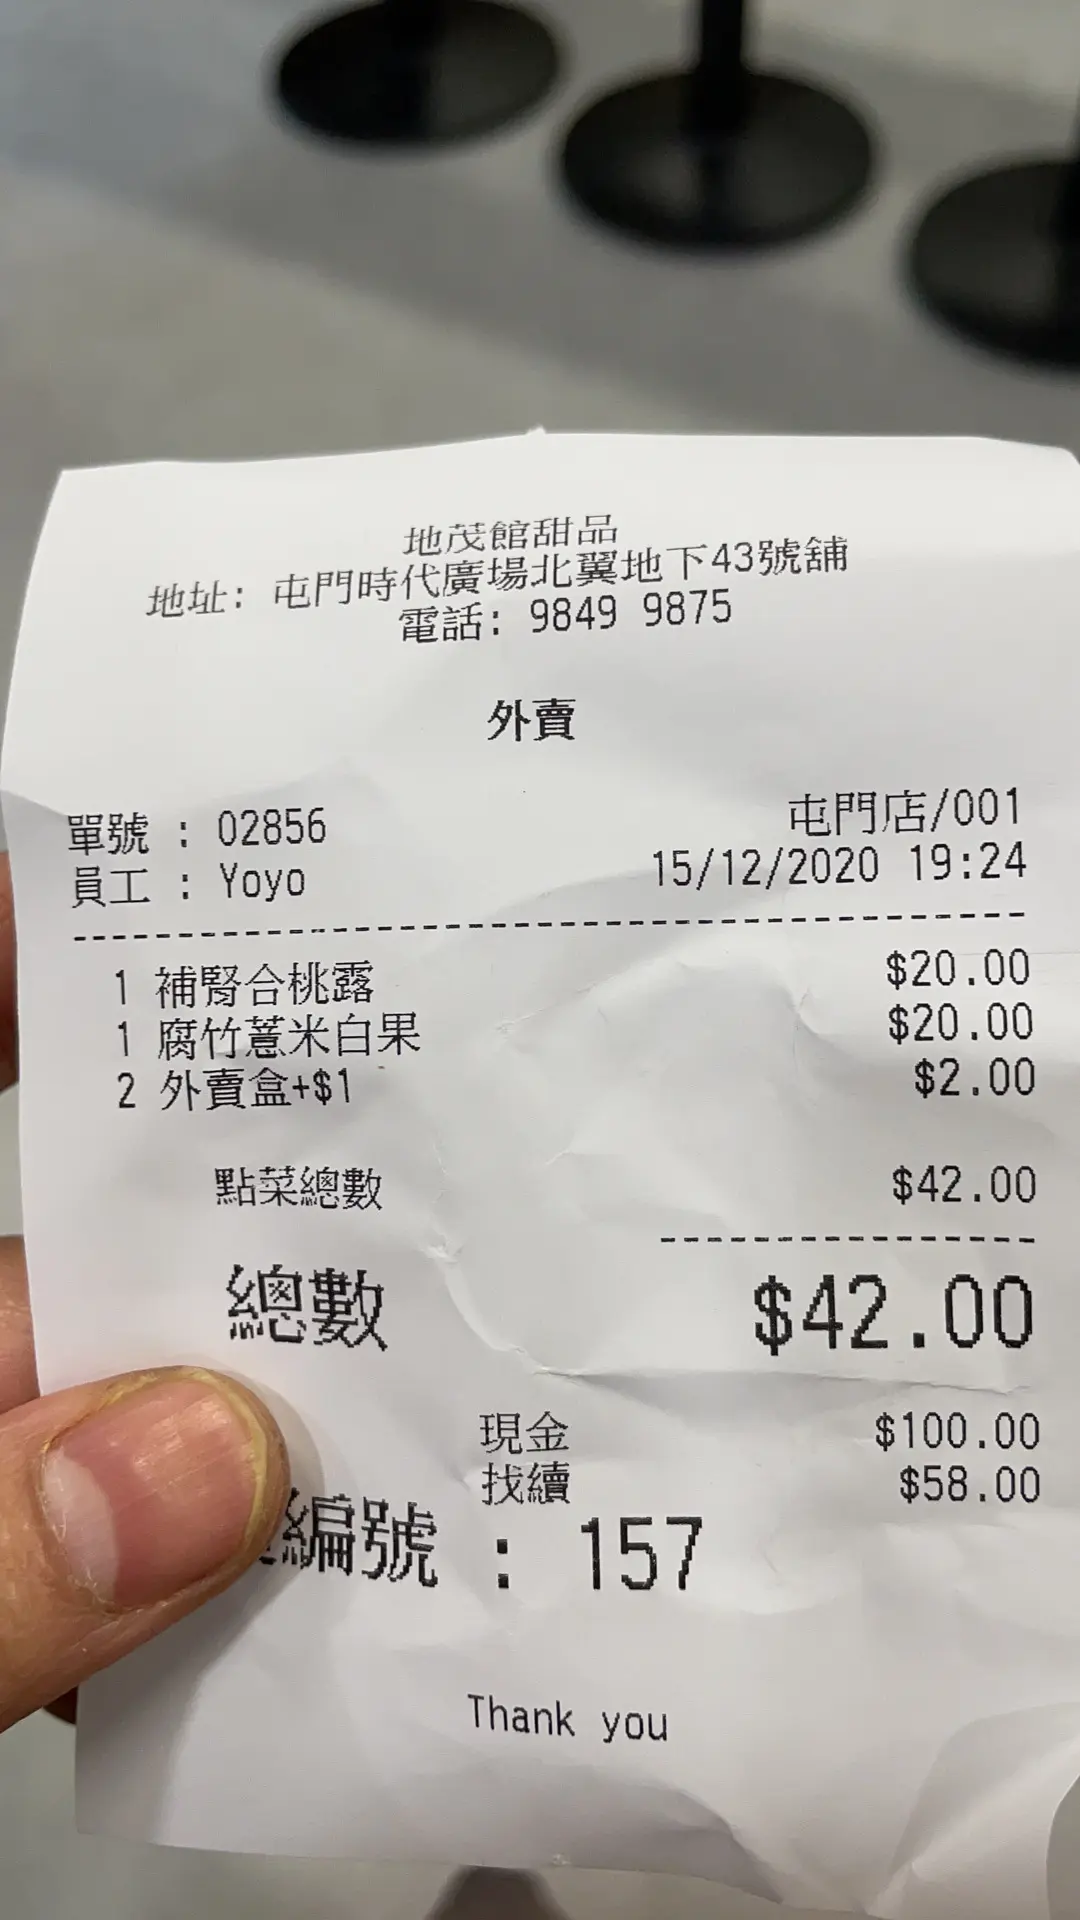 地茂館甜品
地址: 屯門時代廣場北翼地下43號舖
電話: 9849 9875
外賣
單號 : 02856
屯門店/001
員工 : Yoyo
15/12/2020 19:24
1 補腎合桃露 $20.00
1 腐竹薏米白果 $20.00
2 外賣盒+$1 $2.00
點菜總數 $42.00
總數 $42.00
現金 $100.00
找續 $58.00
編號 : 157
Thank you